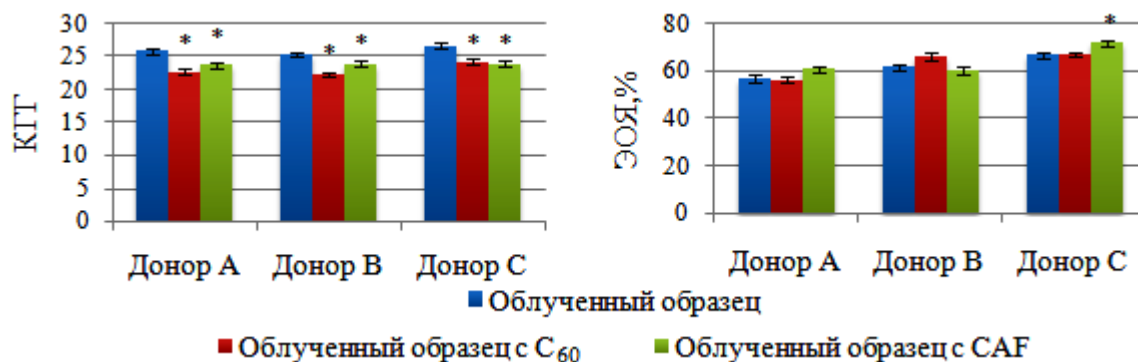 КГГ
30
25
20
15
10
5
0
* * * * * *
Донор А Донор В Донор С
ЭОЯ,%
80
60
40
20
0
*
Донор А Донор В Донор С
Облученный образец
Облученный образец с C₆₀
Облученный образец с CAF